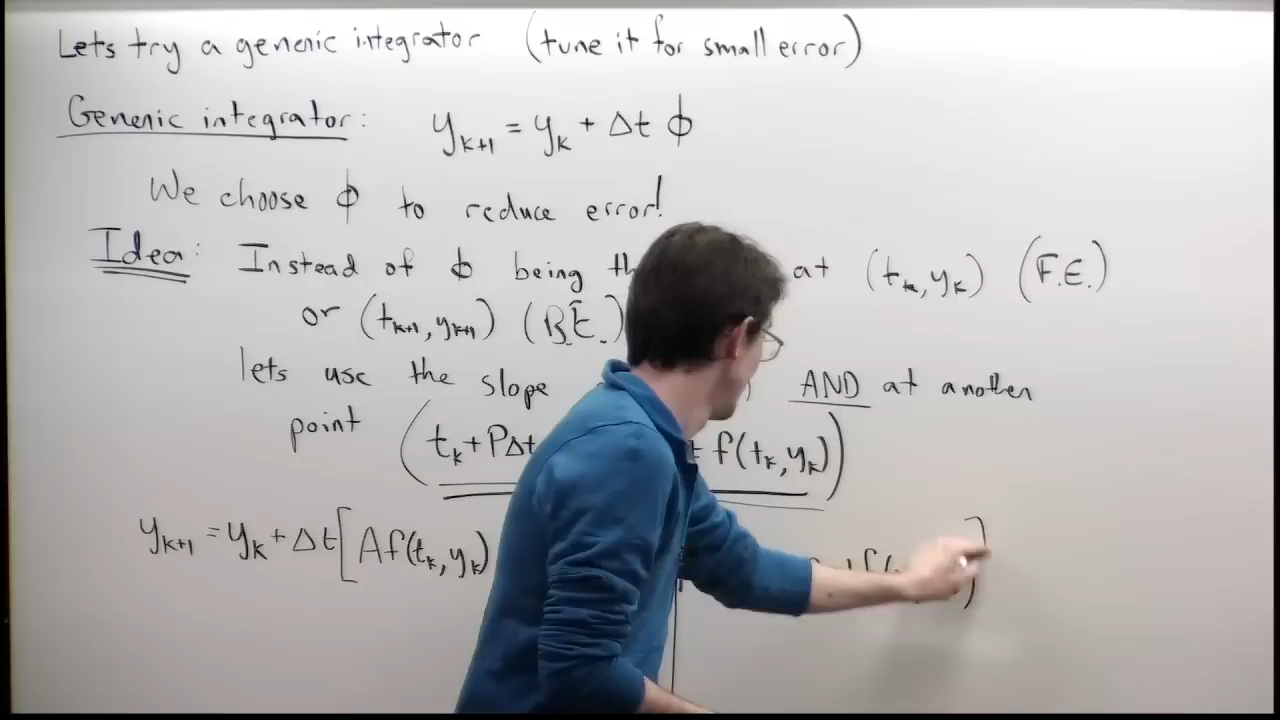 Lets try a generic integrator (tune it for small error)
Generic integrator: y_{k+1} = y_k + Δt ϕ
We choose ϕ to reduce error!
Idea: Instead of ϕ being at (t_k, y_k) (F.E.)
or (t_{k+1}, y_{k+1}) (B.E.)
lets use the slope AND at another
point (t_k + PΔt f(t_k, y_k))
y_{k+1} = y_k + Δt[Af(t_k, y_k)